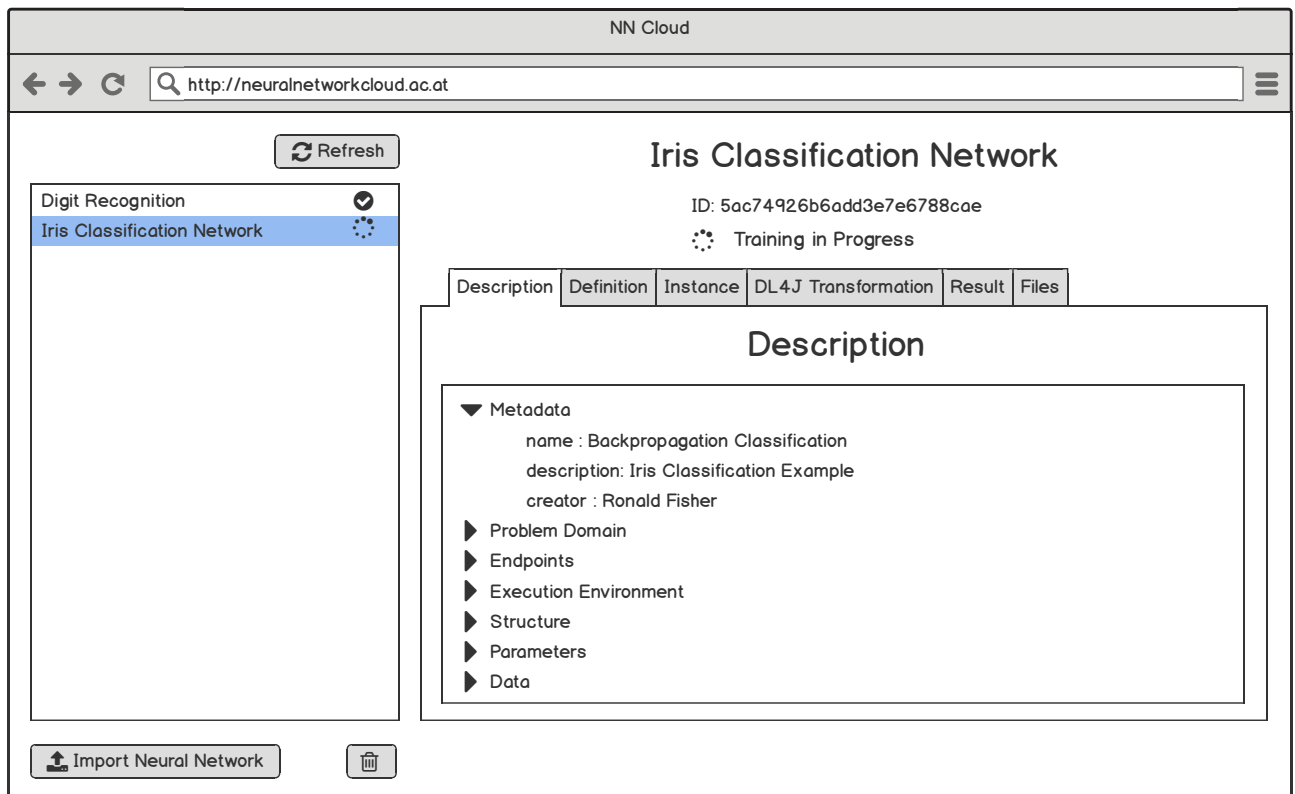 NN Cloud
http://neuralnetworkcloud.ac.at
Refresh
Digit Recognition
Iris Classification Network
Iris Classification Network
ID: 5ac74926b6add3e7e6788cae
Training in Progress
Description Definition Instance DL4J Transformation Result Files
Description
Metadata
name : Backpropagation Classification
description: Iris Classification Example
creator : Ronald Fisher
Problem Domain
Endpoints
Execution Environment
Structure
Parameters
Data
Import Neural Network